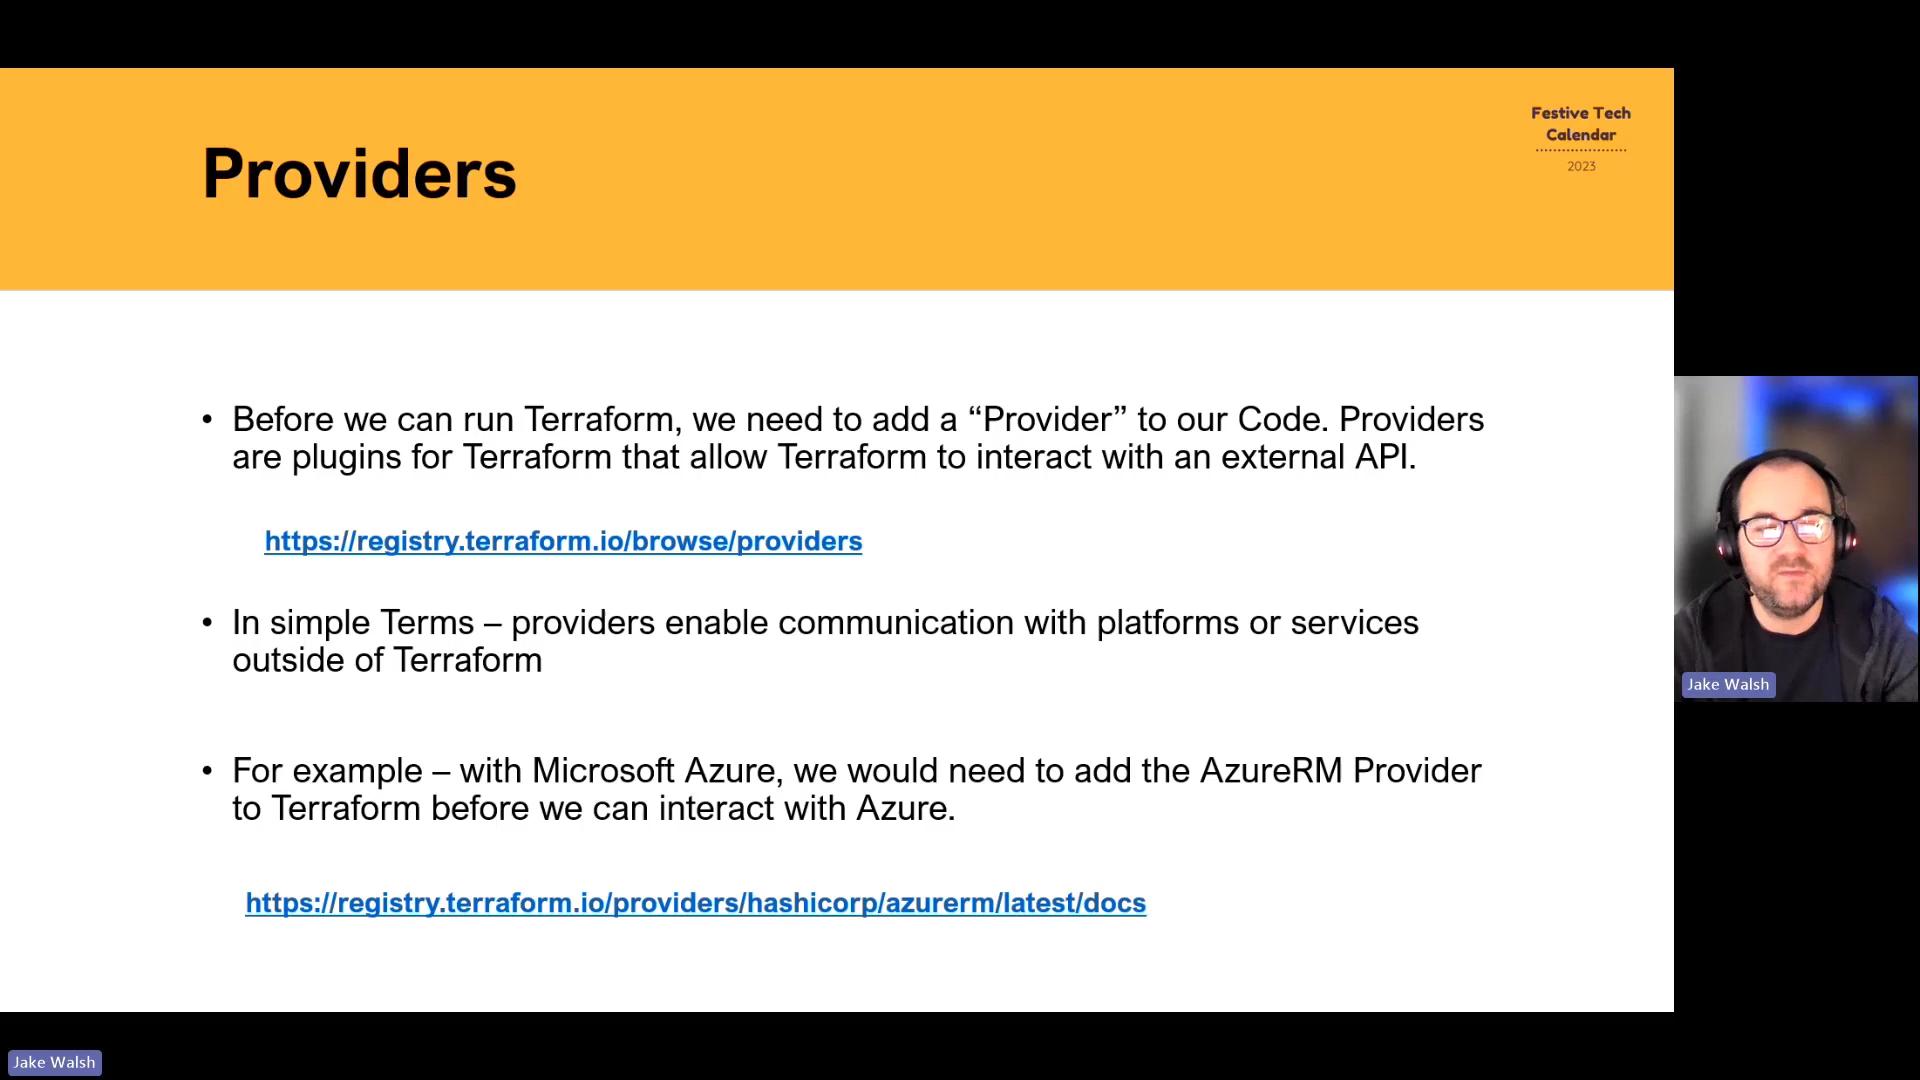 Providers
Festive Tech
Calendar
2023
• Before we can run Terraform, we need to add a “Provider” to our Code. Providers
are plugins for Terraform that allow Terraform to interact with an external API.
https://registry.terraform.io/browse/providers
• In simple Terms – providers enable communication with platforms or services
outside of Terraform
• For example – with Microsoft Azure, we would need to add the AzureRM Provider
to Terraform before we can interact with Azure.
https://registry.terraform.io/providers/hashicorp/azurerm/latest/docs
Jake Walsh
Jake Walsh